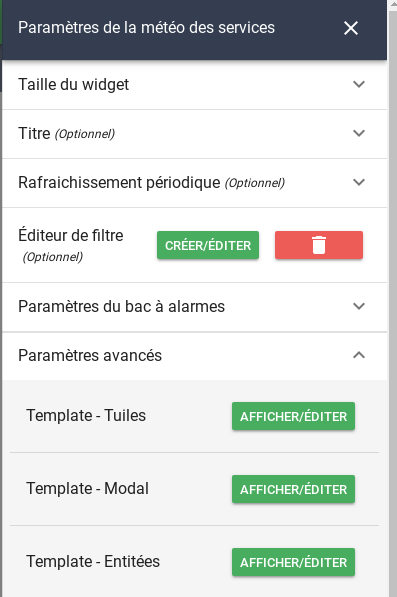 Paramètres de la météo des services
Taille du widget
Titre (Optionnel)
Rafraichissement périodique (Optionnel)
Éditeur de filtre
(Optionnel)
CRÉER/ÉDITER
Paramètres du bac à alarmes
Paramètres avancés
Template - Tuiles AFFICHER/ÉDITER
Template - Modal AFFICHER/ÉDITER
Template - Entitées AFFICHER/ÉDITER